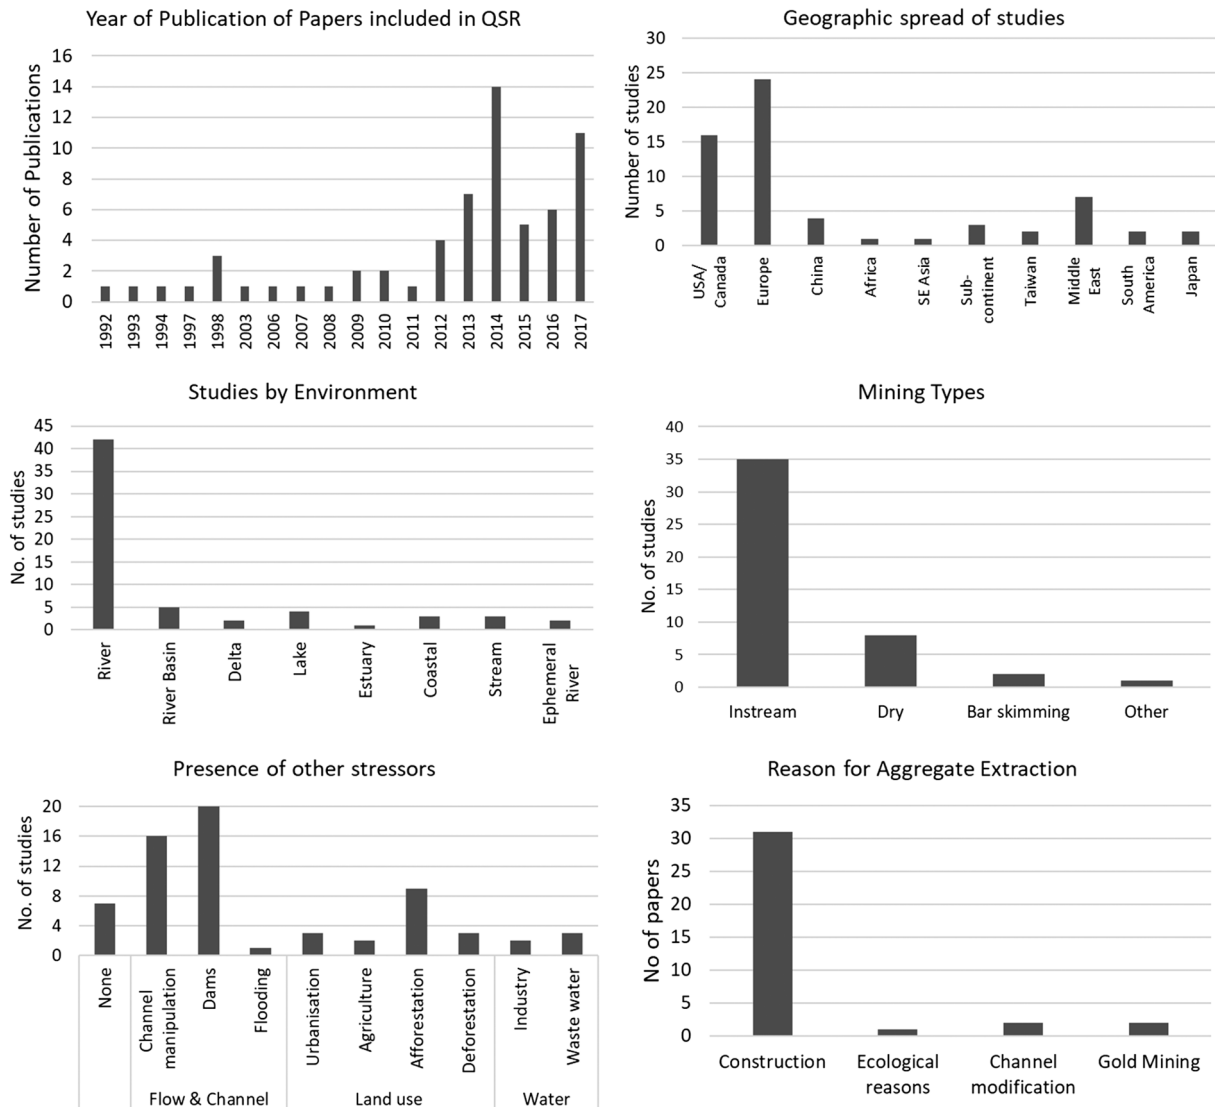 Year of Publication of Papers included in QSR
Number of Publications
16
14
12
10
8
6
4
2
0
1992
1993
1994
1997
1998
2003
2006
2007
2008
2009
2010
2011
2012
2013
2014
2015
2016
2017
Geographic spread of studies
Number of studies
30
25
20
15
10
5
0
USA/
Canada
Europe
China
Africa
SE Asia
Sub-
continent
Taiwan
Middle
East
South
America
Japan
Studies by Environment
No. of studies
45
40
35
30
25
20
15
10
5
0
River
River Basin
Delta
Lake
Estuary
Coastal
Stream
Ephemeral
River
Mining Types
No. of studies
40
35
30
25
20
15
10
5
0
Instream
Dry
Bar skimming
Other
Presence of other stressors
No. of studies
20
16
12
8
4
0
None
Channel
manipulation
Dams
Flooding
Urbanisation
Agriculture
Afforestation
Deforestation
Industry
Waste water
Flow & Channel
Land use
Water
Reason for Aggregate Extraction
No of papers
35
30
25
20
15
10
5
0
Construction
Ecological
reasons
Channel
modification
Gold Mining